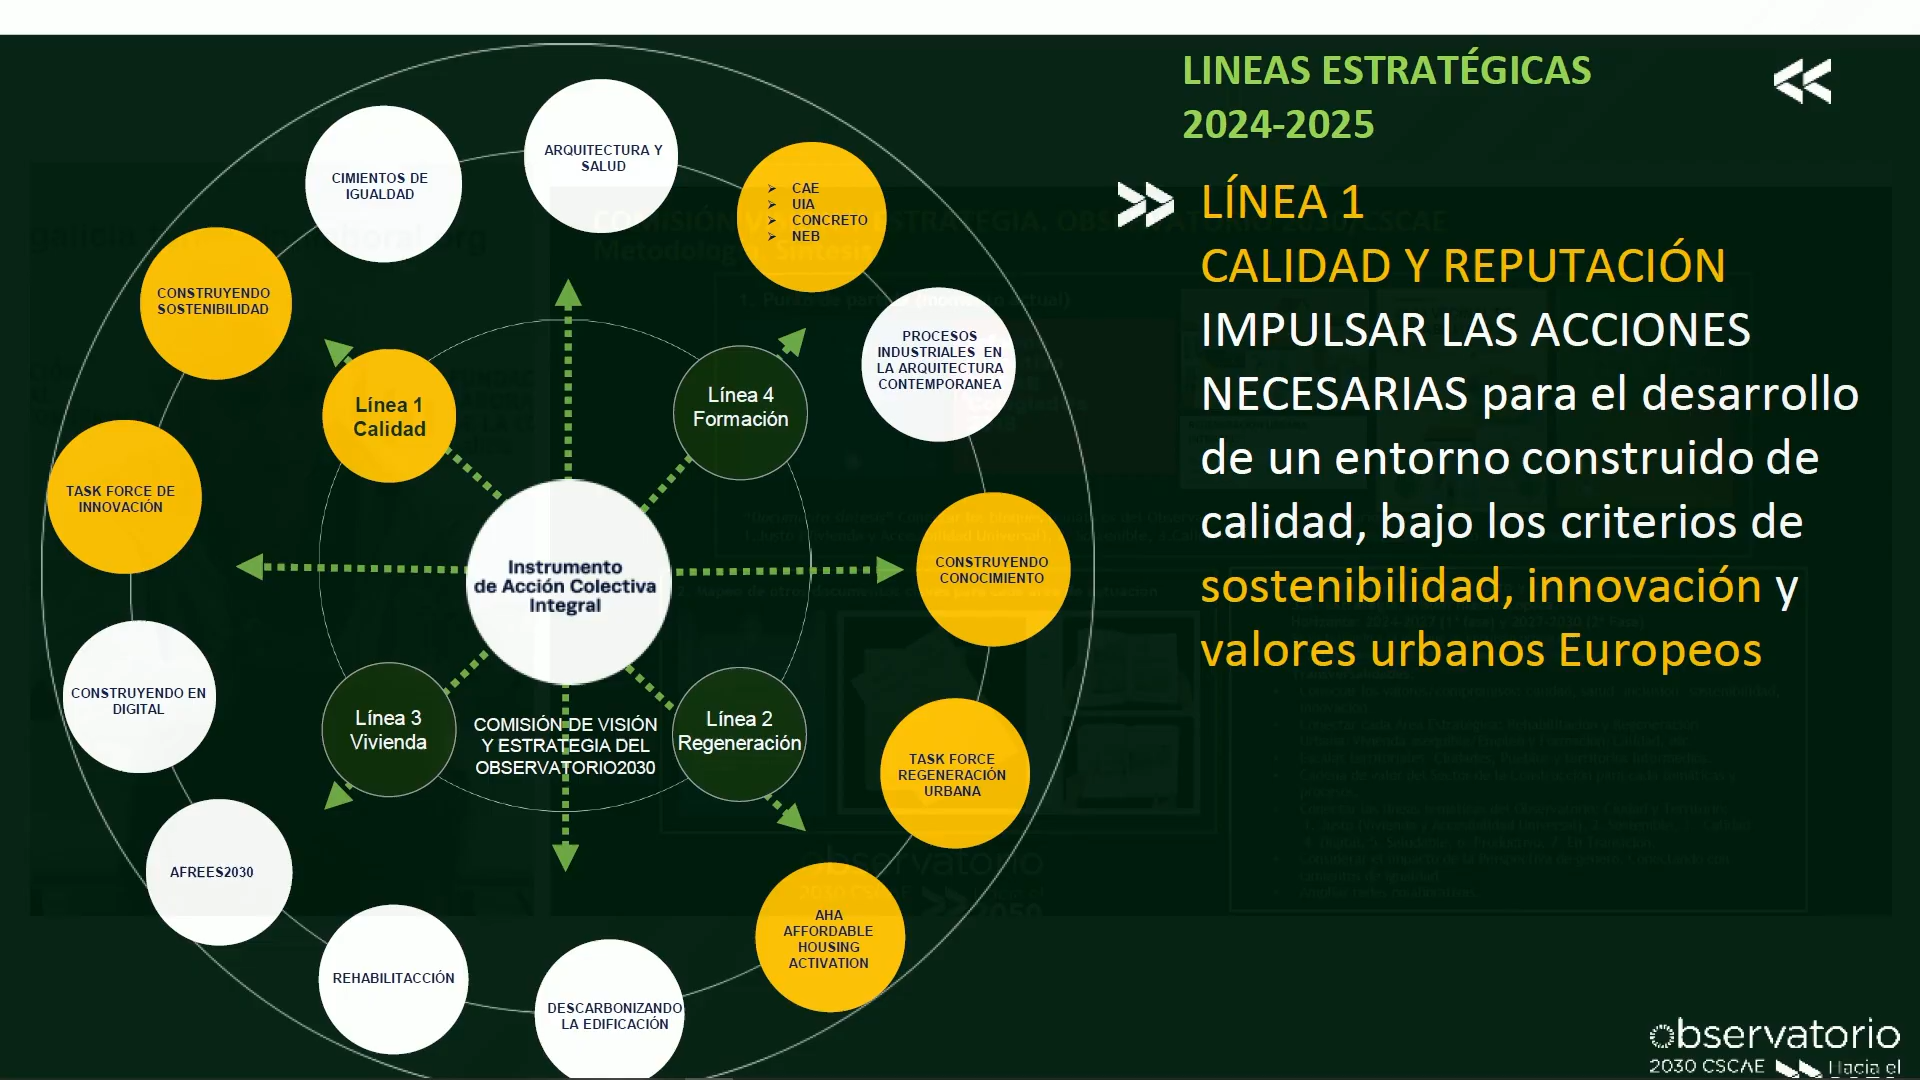 LINEAS ESTRATÉGICAS
2024-2025
LÍNEA 1
CALIDAD Y REPUTACIÓN
IMPULSAR LAS ACCIONES
NECESARIAS para el desarrollo
de un entorno construido de
calidad, bajo los criterios de
sostenibilidad, innovación y
valores urbanos Europeos
ARQUITECTURA Y
SALUD
CAE
UIA
CONCRETO
NEB
PROCESOS
INDUSTRIALES EN
LA ARQUITECTURA
CONTEMPORANEA
CONSTRUYENDO
CONOCIMIENTO
TASK FORCE
REGENERACIÓN
URBANA
AHA
AFFORDABLE
HOUSING
ACTIVATION
DESCARBONIZANDO
LA EDIFICACIÓN
REHABILITACCIÓN
AFREES2030
CONSTRUYENDO EN
DIGITAL
TASK FORCE DE
INNOVACIÓN
CONSTRUYENDO
SOSTENIBILIDAD
CIMIENTOS DE
IGUALDAD
Línea 1
Calidad
Línea 4
Formación
Instrumento
de Acción Colectiva
Integral
Línea 3
Vivienda
COMISIÓN DE VISIÓN
Y ESTRATEGIA DEL
OBSERVATORIO2030
Línea 2
Regeneración
observatorio
2030 CSCAE
Hacia el